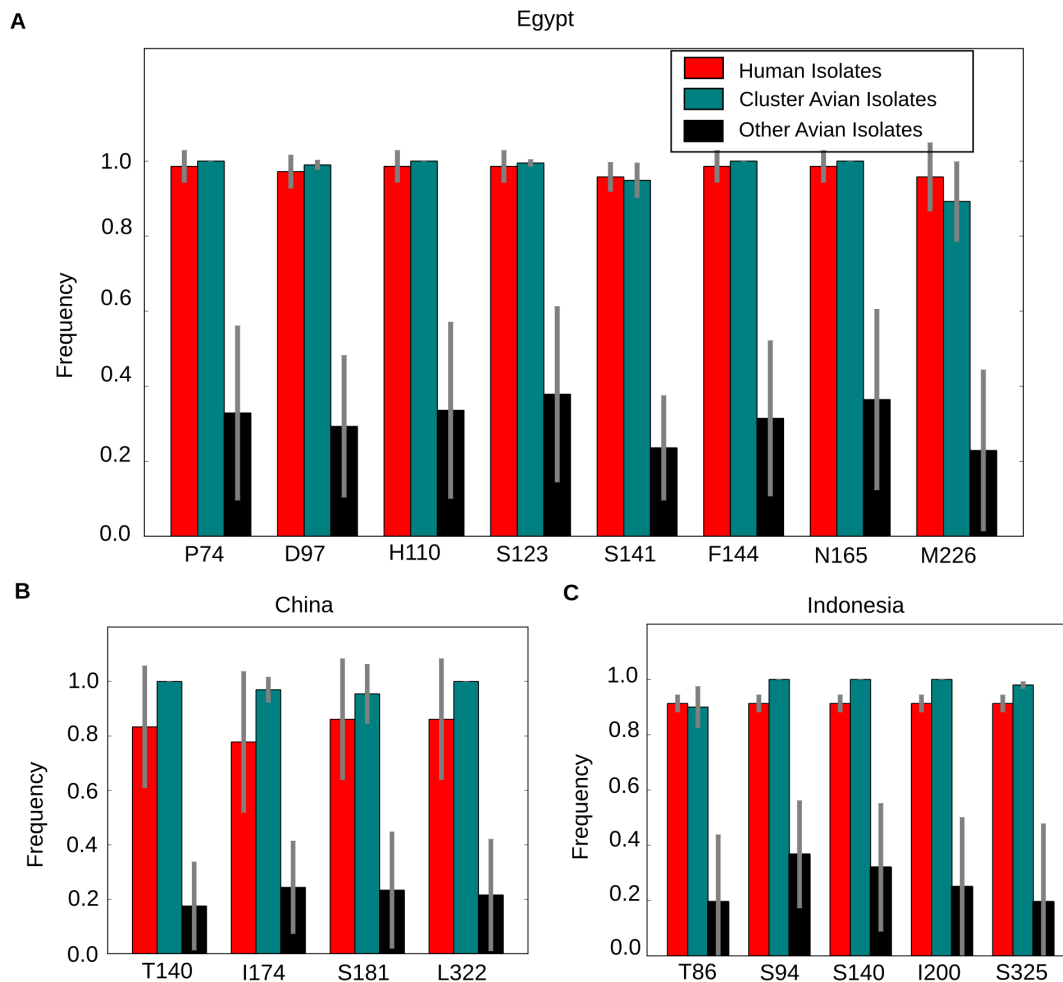 A
Egypt
Human Isolates
Cluster Avian Isolates
Other Avian Isolates
Frequency
1.0
0.8
0.6
0.4
0.2
0.0
P74 D97 H110 S123 S141 F144 N165 M226
B
China
Frequency
1.0
0.8
0.6
0.4
0.2
0.0
T140 I174 S181 L322
C
Indonesia
Frequency
1.0
0.8
0.6
0.4
0.2
0.0
T86 S94 S140 I200 S325